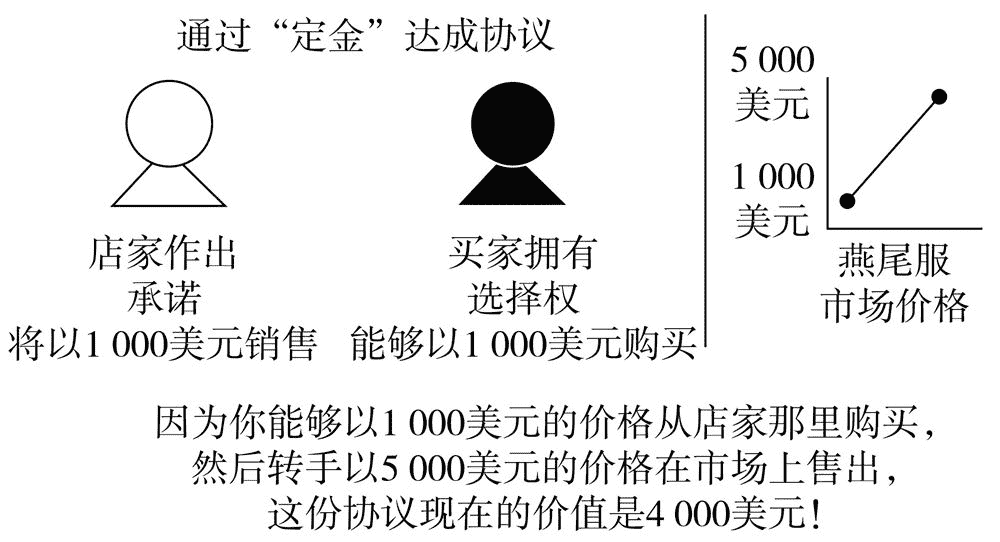 通过“定金”达成协议
店家作出
承诺
将以1 000美元销售
买家拥有
选择权
能够以1 000美元购买
5 000
美元
1 000
美元
燕尾服
市场价格
因为你能够以1 000美元的价格从店家那里购买，
然后转手以5 000美元的价格在市场上售出，
这份协议现在的价值是4 000美元！